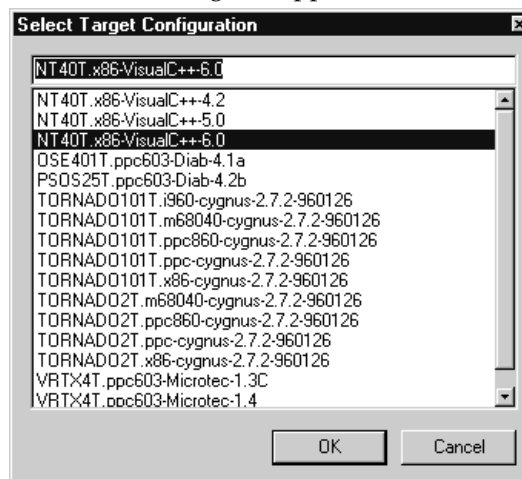 Select Target Configuration
NT40T.x86-VisualC++-6.0
NT40T.x86-VisualC++-4.2
NT40T.x86-VisualC++-5.0
NT40T.x86-VisualC++-6.0
OSE401T.ppc603-Diab-4.1a
PSOS25T.ppc603-Diab-4.2b
TORNADO101T.i960-cygnus-2.7.2-960126
TORNADO101T.m68040-cygnus-2.7.2-960126
TORNADO101T.ppc860-cygnus-2.7.2-960126
TORNADO101T.ppc-cygnus-2.7.2-960126
TORNADO101T.x86-cygnus-2.7.2-960126
TORNADO2T.m68040-cygnus-2.7.2-960126
TORNADO2T.ppc860-cygnus-2.7.2-960126
TORNADO2T.ppc-cygnus-2.7.2-960126
TORNADO2T.x86-cygnus-2.7.2-960126
VRTX4T.ppc603-Microtec-1.3C
VRTX4T.ppc603-Microtec-1.4
OK Cancel